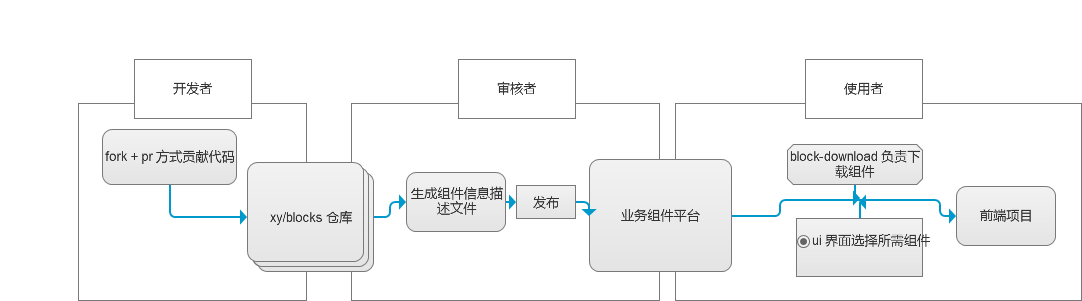 开发者
审核者
使用者
fork + pr 方式贡献代码
xy/blocks 仓库
生成组件信息描
述文件
发布
业务组件平台
block-download 负责下
载组件
ui 界面选择所需组件
前端项目